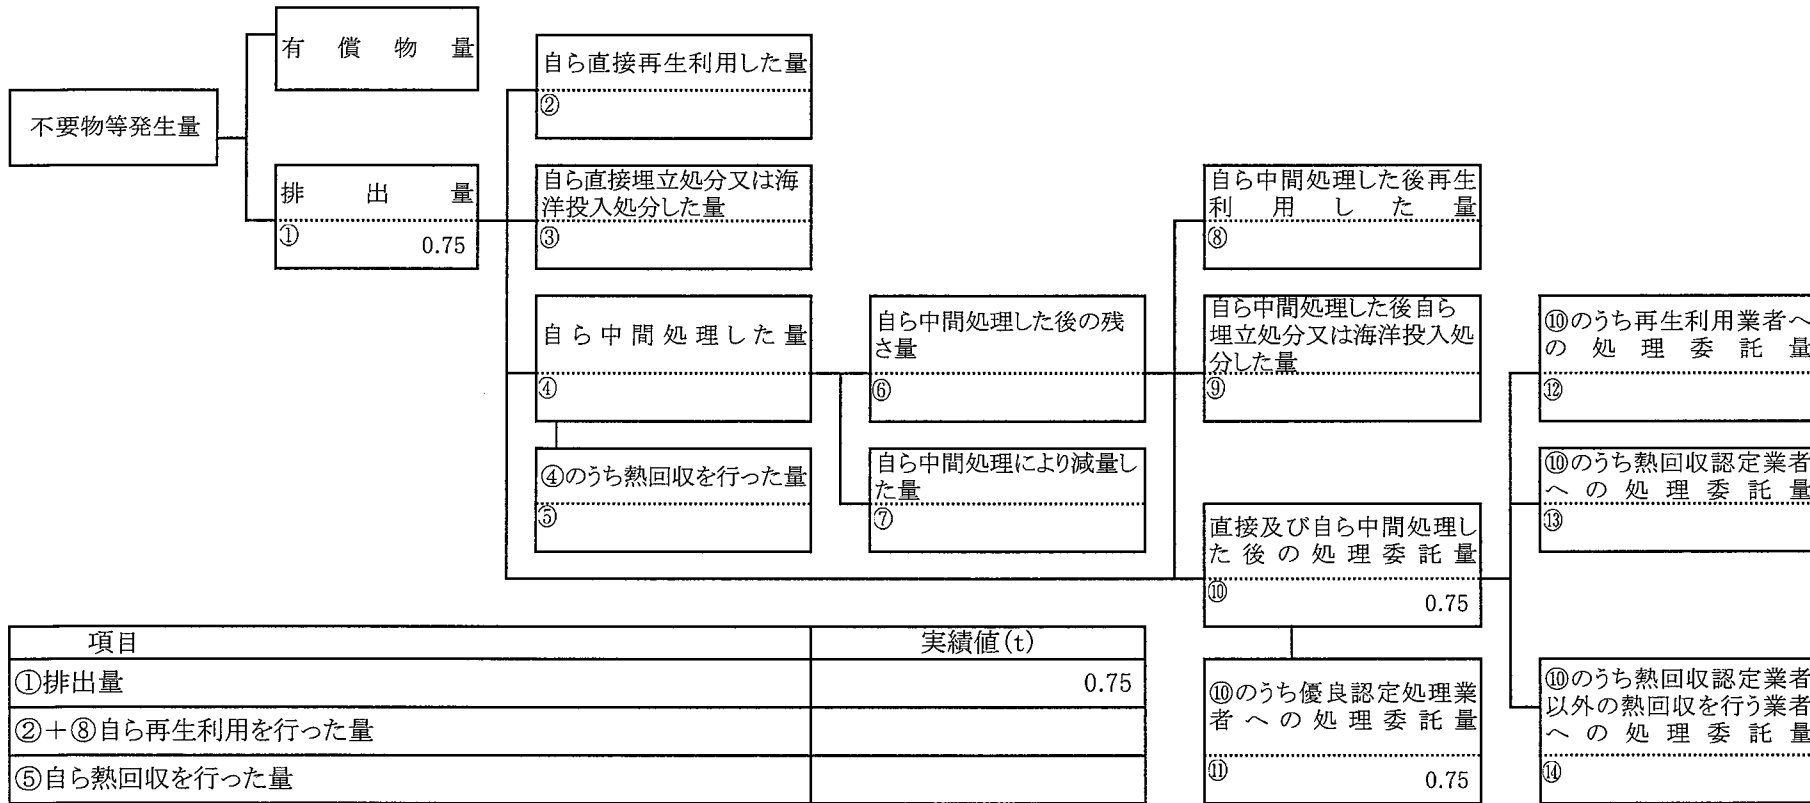 有償物量
自ら直接再生利用した量
②
不要物等発生量
排出量
① 0.75
自ら直接埋立処分又は海
洋投入処分した量
③
自ら中間処理した後再生
利用した量
⑧
自ら中間処理した量
④
自ら中間処理した後の残
さ量
⑥
自ら中間処理した後自ら
埋立処分又は海洋投入処
分した量
⑨
⑩のうち再生利用業者へ
の処理委託量
⑫
④のうち熱回収を行った量
⑤
自ら中間処理により減量し
た量
⑦
直接及び自ら中間処理し
た後の処理委託量
⑩ 0.75
⑩のうち熱回収認定業者
への処理委託量
⑬
⑩のうち優良認定処理業
者への処理委託量
⑪ 0.75
⑩のうち熱回収認定業者
以外の熱回収を行う業者
への処理委託量
⑭
項目 実績値(t)
①排出量 0.75
②+⑧自ら再生利用を行った量
⑤自ら熱回収を行った量